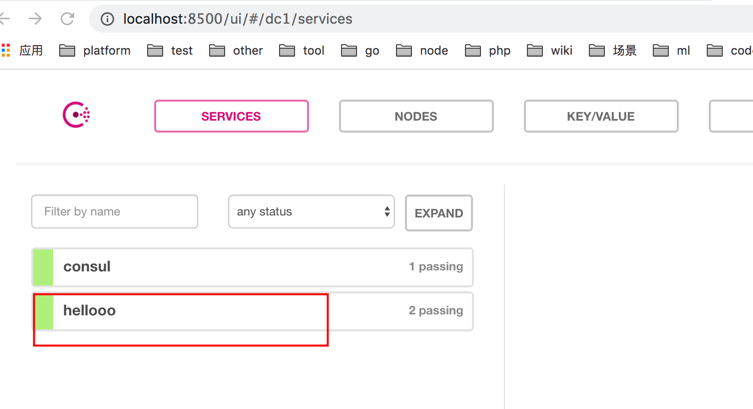 localhost:8500/ui/#/dc1/services
应用 platform test other tool go node php wiki 场景 ml
SERVICES NODES KEY/VALUE
Filter by name any status EXPAND
consul 1 passing
hellooo 2 passing